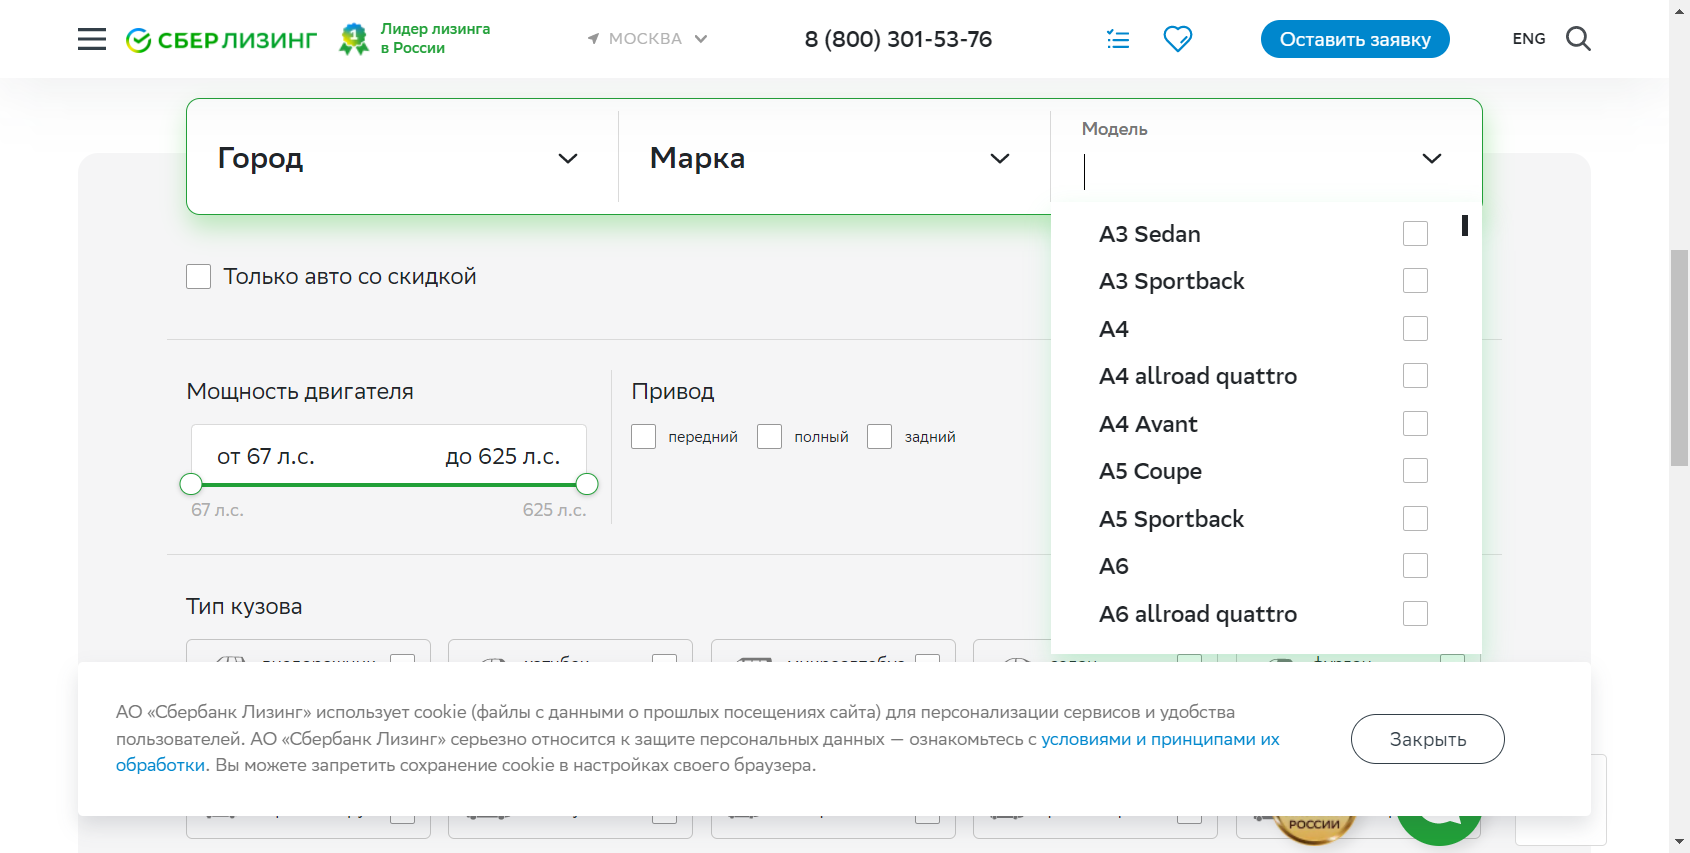 СБЕР ЛИЗИНГ
1
Лидер лизинга
в России
МОСКВА
8 (800) 301-53-76
Оставить заявку
ENG
Город
Марка
Модель
A3 Sedan
A3 Sportback
A4
A4 allroad quattro
A4 Avant
A5 Coupe
A5 Sportback
A6
A6 allroad quattro
Только авто со скидкой
Мощность двигателя
от 67 л.с.
до 625 л.с.
67 л.с.
625 л.с.
Привод
передний
полный
задний
Тип кузова
АО «Сбербанк Лизинг» использует cookie (файлы с данными о прошлых посещениях сайта) для персонализации сервисов и удобства
пользователей. АО «Сбербанк Лизинг» серьезно относится к защите персональных данных — ознакомьтесь с условиями и принципами их
обработки. Вы можете запретить сохранение cookie в настройках своего браузера.
Закрыть
РОССИИ